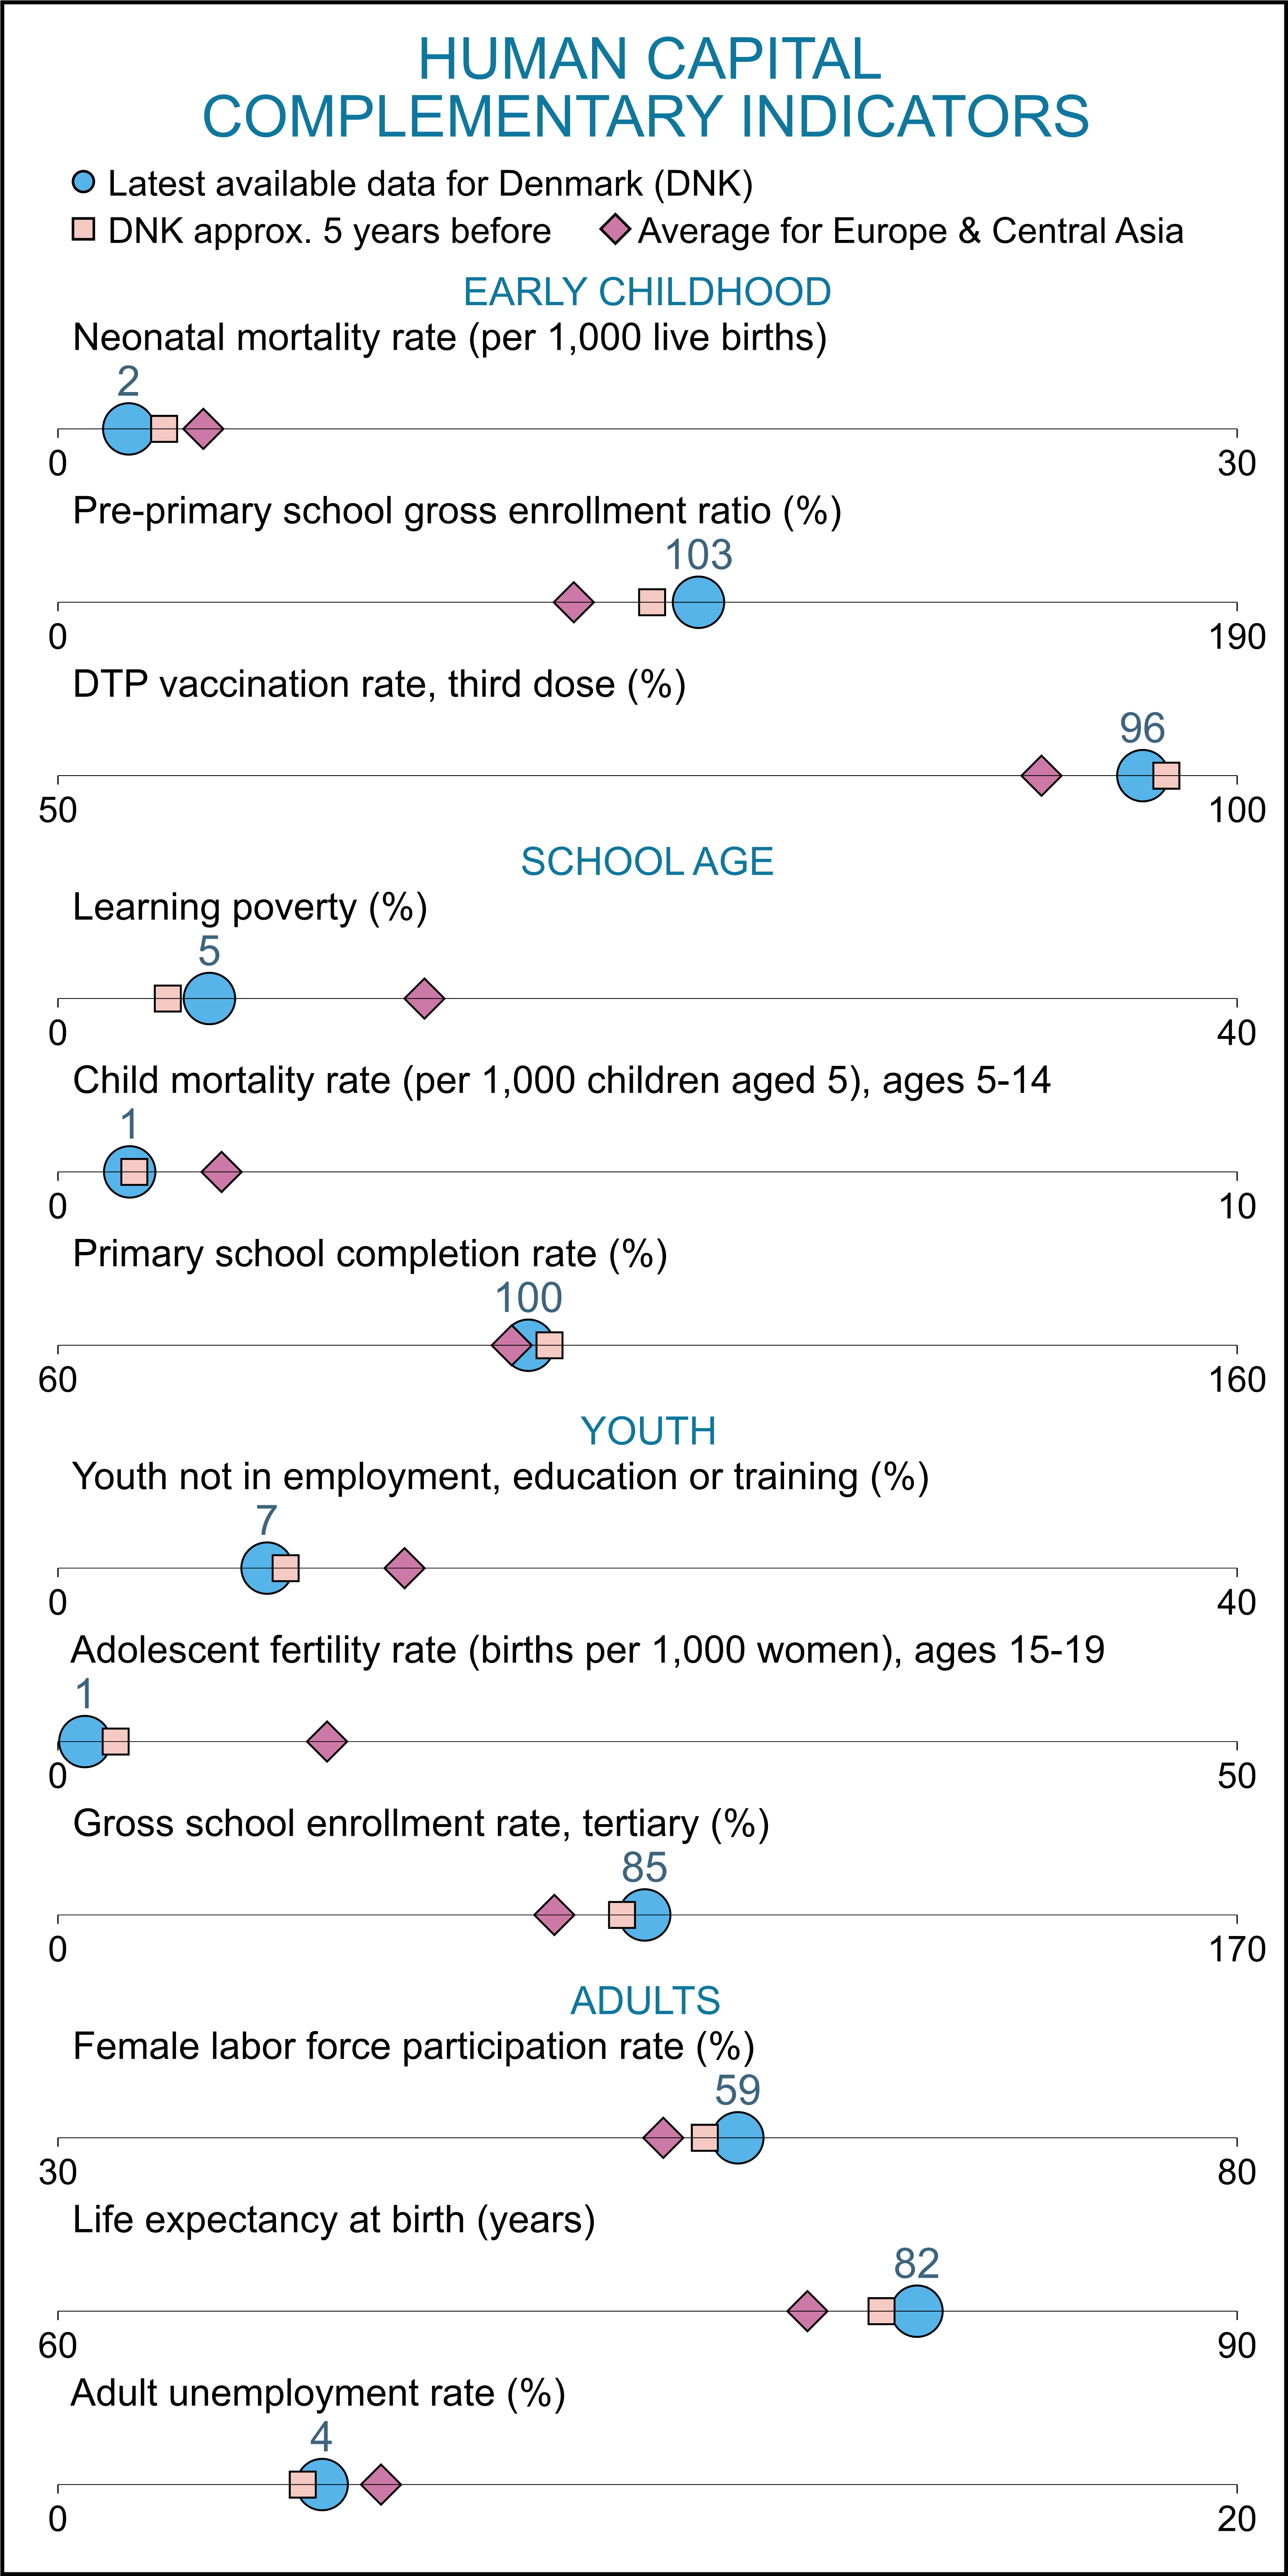 HUMAN CAPITAL
COMPLEMENTARY INDICATORS
Latest available data for Denmark (DNK)
DNK approx. 5 years before Average for Europe & Central Asia
EARLY CHILDHOOD
Neonatal mortality rate (per 1,000 live births)
2
0 30
Pre-primary school gross enrollment ratio (%)
103
0 190
DTP vaccination rate, third dose (%)
96
50 100
SCHOOL AGE
Learning poverty (%)
5
0 40
Child mortality rate (per 1,000 children aged 5), ages 5-14
1
0 10
Primary school completion rate (%)
100
60 160
YOUTH
Youth not in employment, education or training (%)
7
0 40
Adolescent fertility rate (births per 1,000 women), ages 15-19
1
0 50
Gross school enrollment rate, tertiary (%)
85
0 170
ADULTS
Female labor force participation rate (%)
59
30 80
Life expectancy at birth (years)
82
60 90
Adult unemployment rate (%)
4
0 20